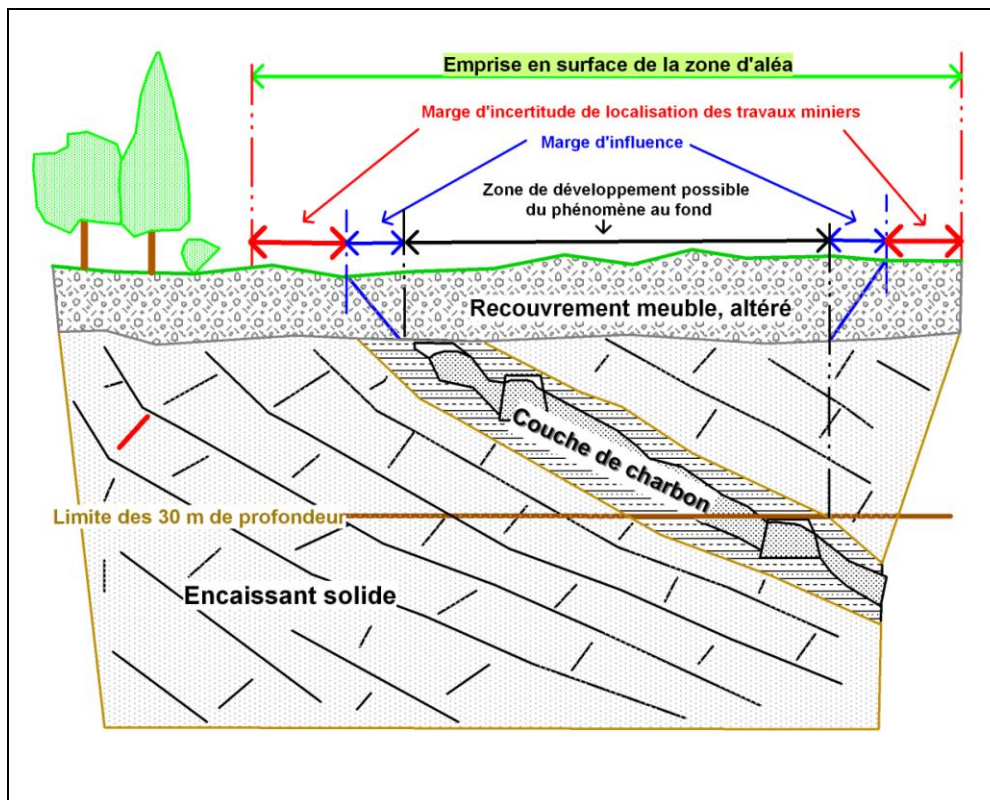 Emprise en surface de la zone d'aléa
Marge d'incertitude de localisation des travaux miniers
Marge d'influence
Zone de développement possible
du phénomène au fond
Recouvrement meuble, altéré
Couche de charbon
Limite des 30 m de profondeur
Encaissant solide